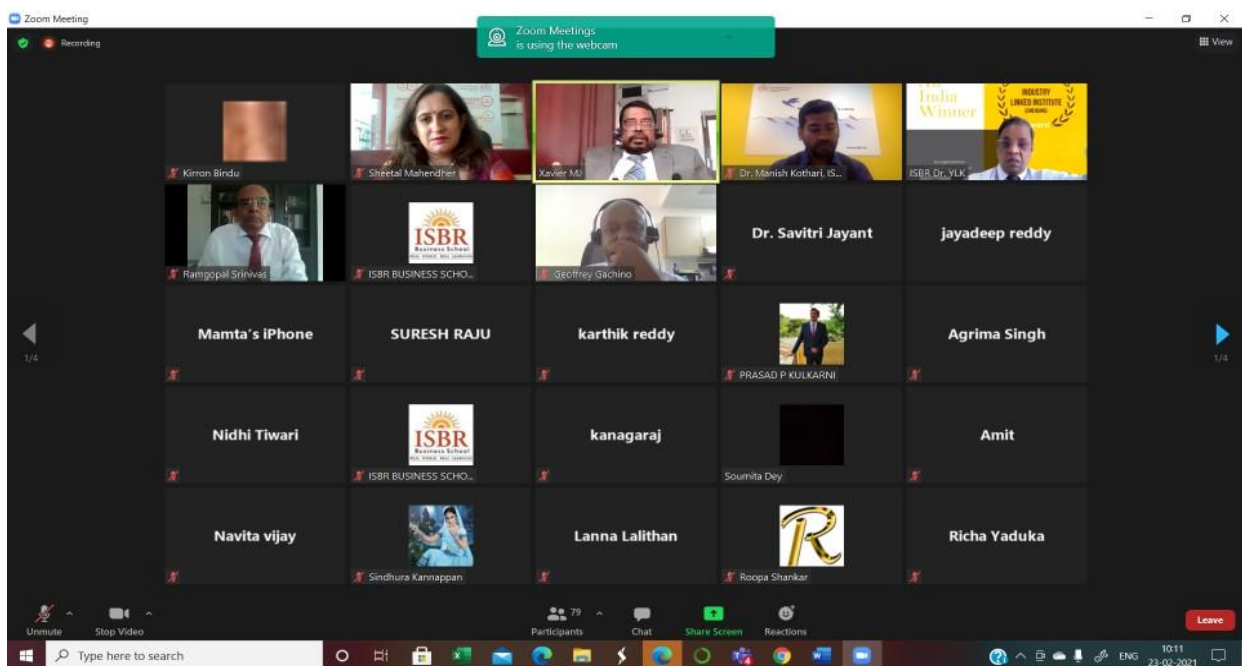 Zoom Meeting
Zoom Meetings
is using the webcam
Recording
View
India
Winner
INDUSTRY
LINKED INSTITUTE
Kirron Bindu
Sheetal Mahendher
Xavier MJ
Dr. Manish Kothari, IS...
ISBR Dr. YLK
ISBR
Business School
Ramgopal Srinivas
ISBR BUSINESS SCHO...
Geoffrey Gachino
Dr. Savitri Jayant
jayadeep reddy
1/4
Mamta's iPhone
SURESH RAJU
karthik reddy
PRASAD P KULKARNI
Agrima Singh
1/4
Nidhi Tiwari
ISBR
Business School
ISBR BUSINESS SCHO...
kanagaraj
Soumita Dey
Amit
Navita vijay
Sindhura Kannappan
Lanna Lalithan
R
Roopa Shankar
Richa Yaduka
Unmute
Stop Video
79
Participants
Chat
Share Screen
Reactions
Leave
Type here to search
ENG
10:11
23-02-2021